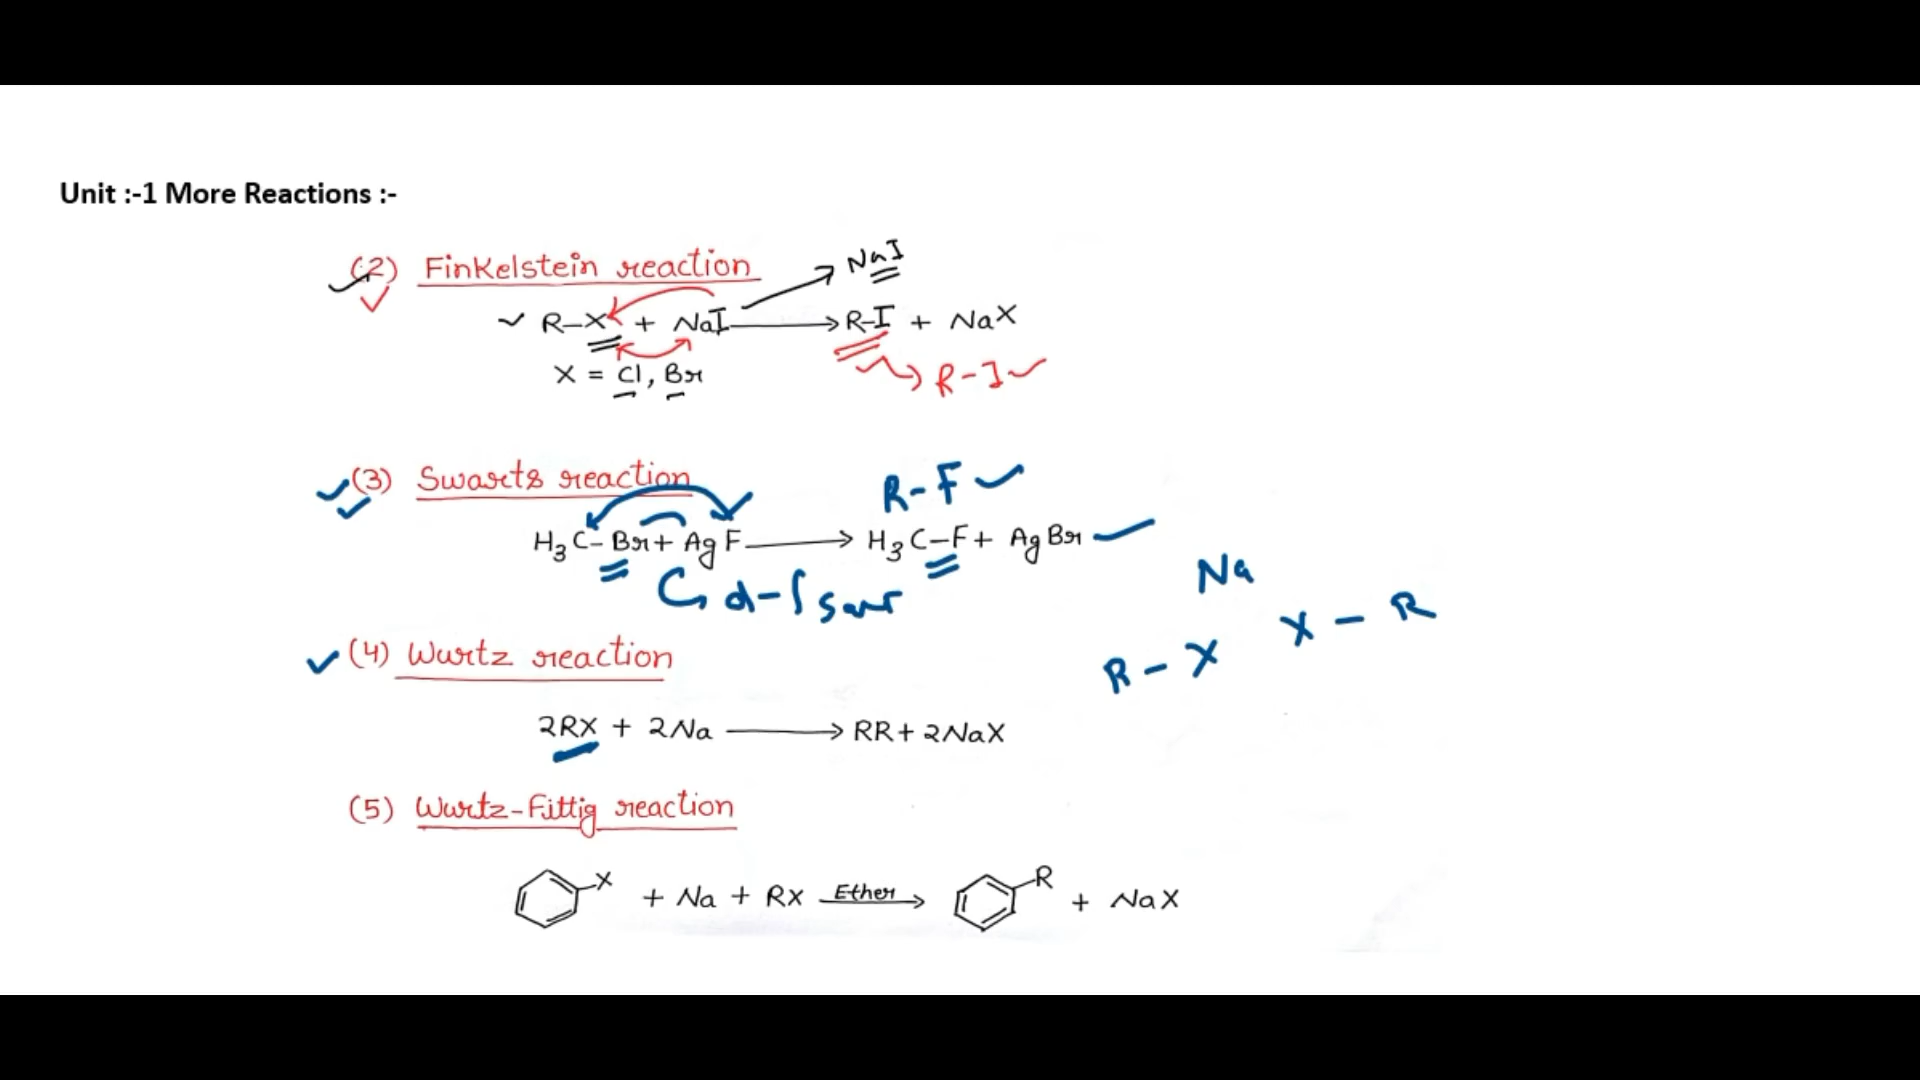 Unit :-1 More Reactions :-
(2) Finkelstein reaction
NaI
R-X + NaI → R-I + NaX
X = Cl, Br
R-I
(3) Swarts reaction
R-F
H₃C-Br + AgF → H₃C-F + AgBr
d-
Na
X - R
R - X
(4) Wurtz reaction
2RX + 2Na → RR + 2NaX
(5) Wurtz-Fittig reaction
X + Na + Rx Ether → R + NaX